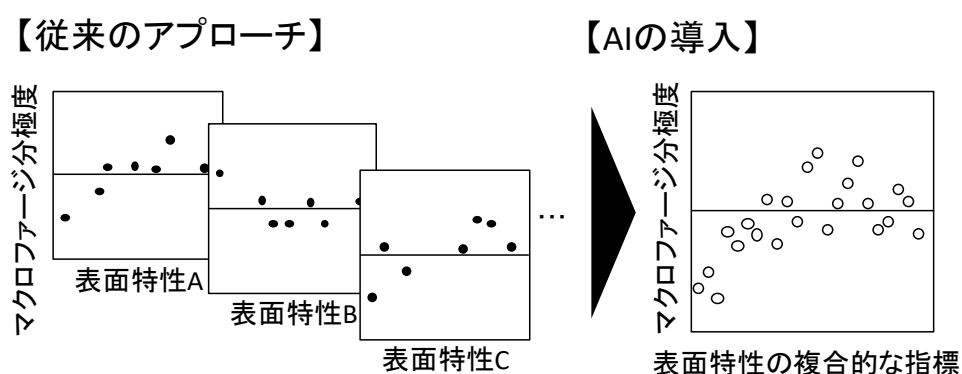 【従来のアプローチ】
【AIの導入】
マクロファージ分極度
表面特性A
表面特性B
表面特性C
…
マクロファージ分極度
表面特性の複合的な指標